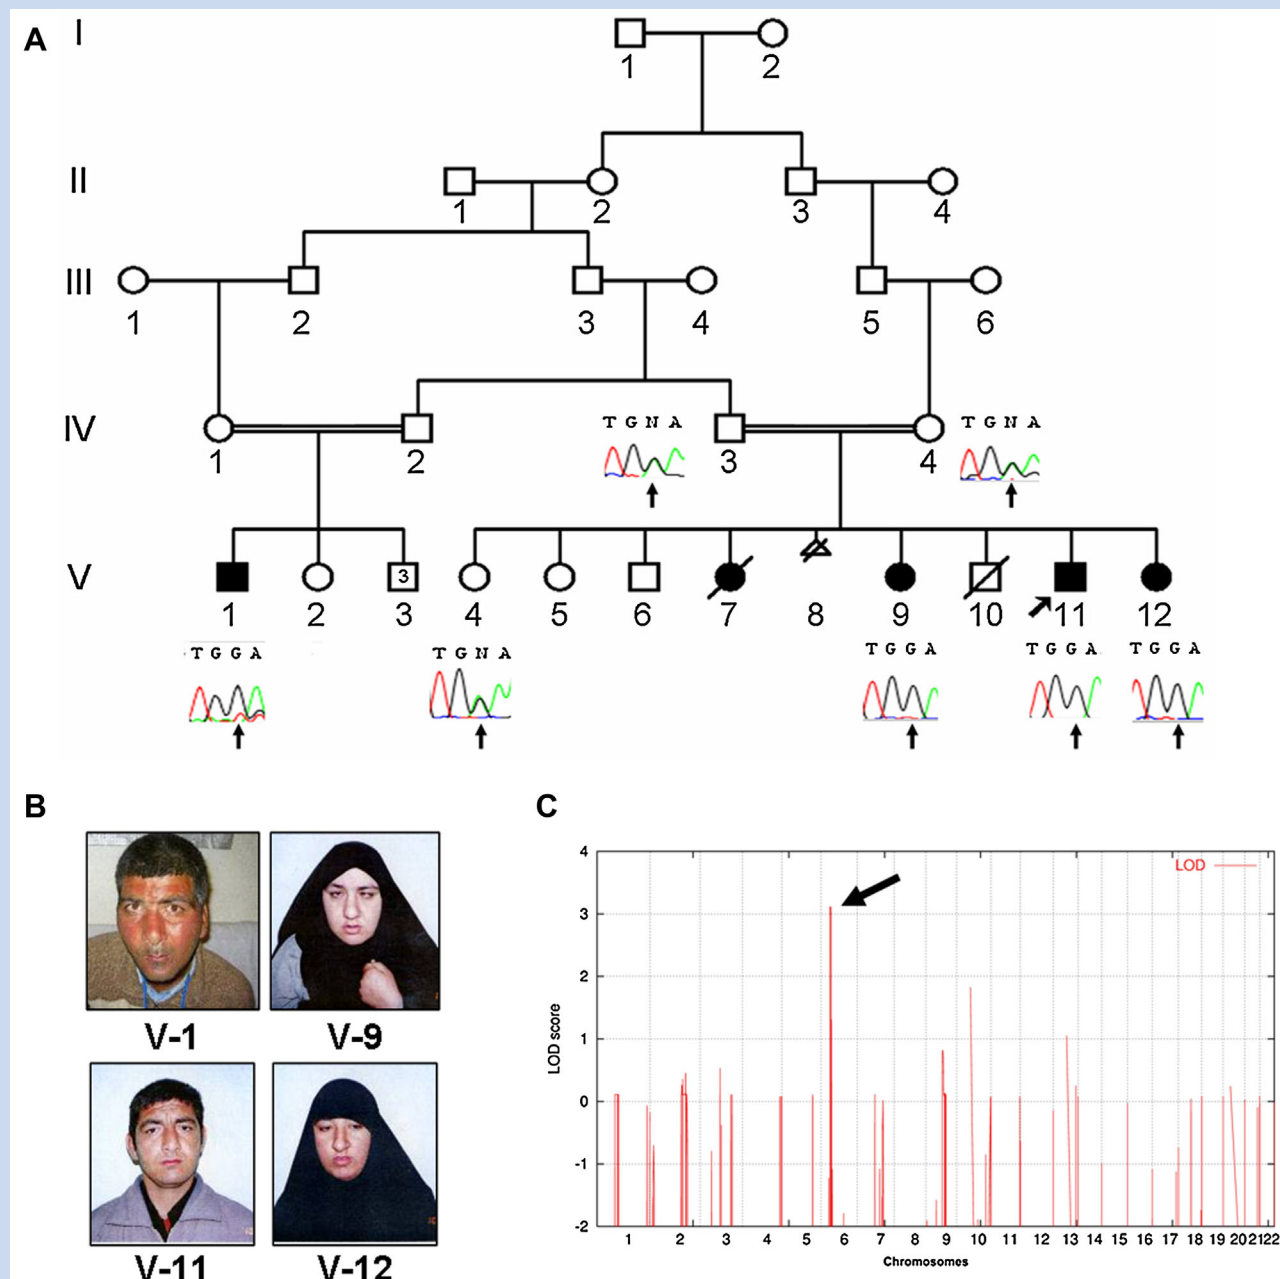 A
I
1 2
II
1 2 3 4
III
1 2 3 4 5 6
T G N A
T G N A
IV
1 2 3 4
V
3
1 2 3 4 5 6 7 8 9 10 11 12
T G G A
T G N A
T G G A
T G G A
T G G A
B
V-1
V-9
V-11
V-12
C
LOD
4
3
2
1
0
-1
-2
LOD score
1 2 3 4 5 6 7 8 9 10 11 12 13 14 15 16 17 18 19 20 21 22
Chromosomes